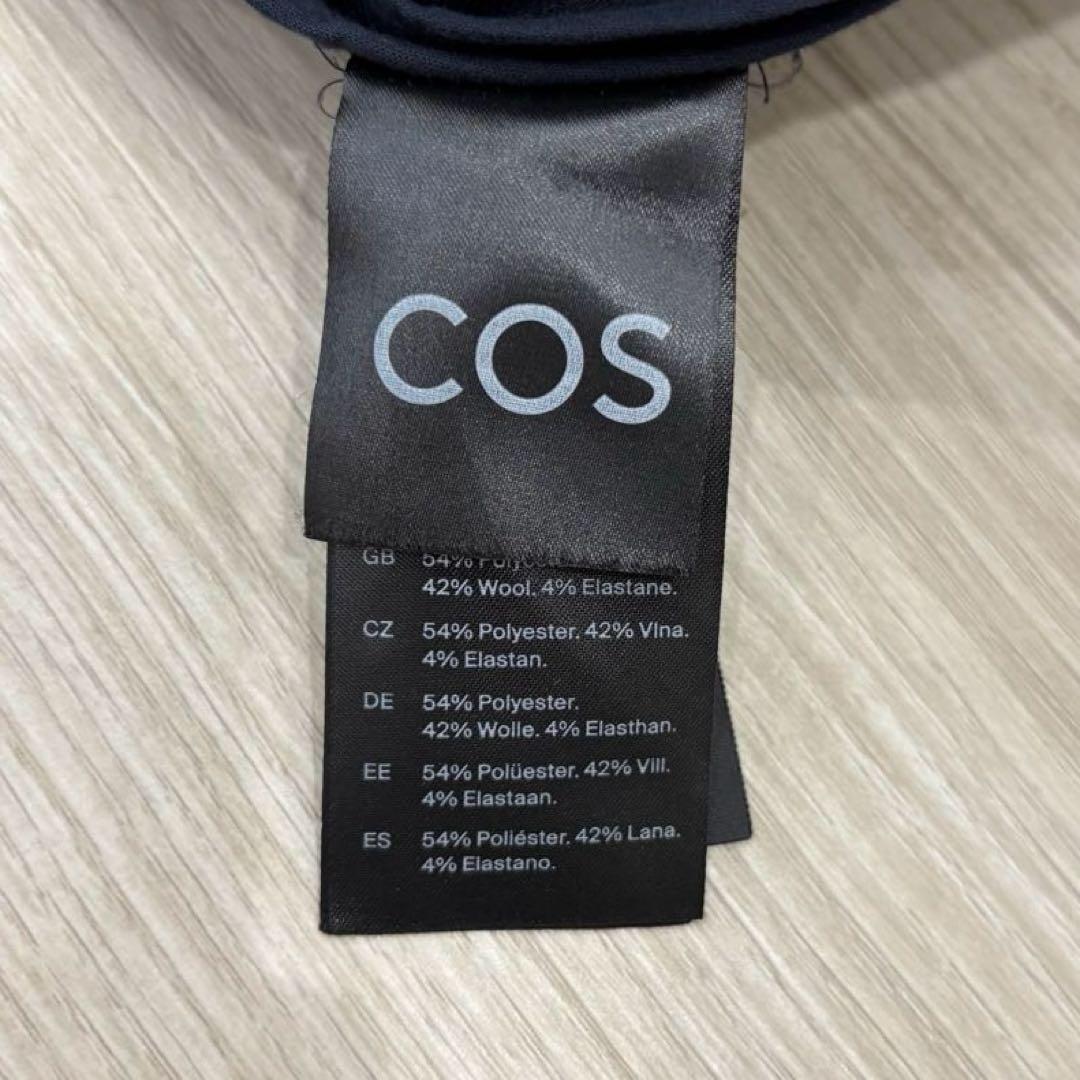 COS
GB 54%
42% Wool. 4% Elastane.
CZ 54% Polyester. 42% Vlna.
4% Elastan.
DE 54% Polyester.
42% Wolle. 4% Elasthan.
EE 54% Polüester. 42% Vill.
4% Elastaan.
ES 54% Poliéster. 42% Lana.
4% Elastano.